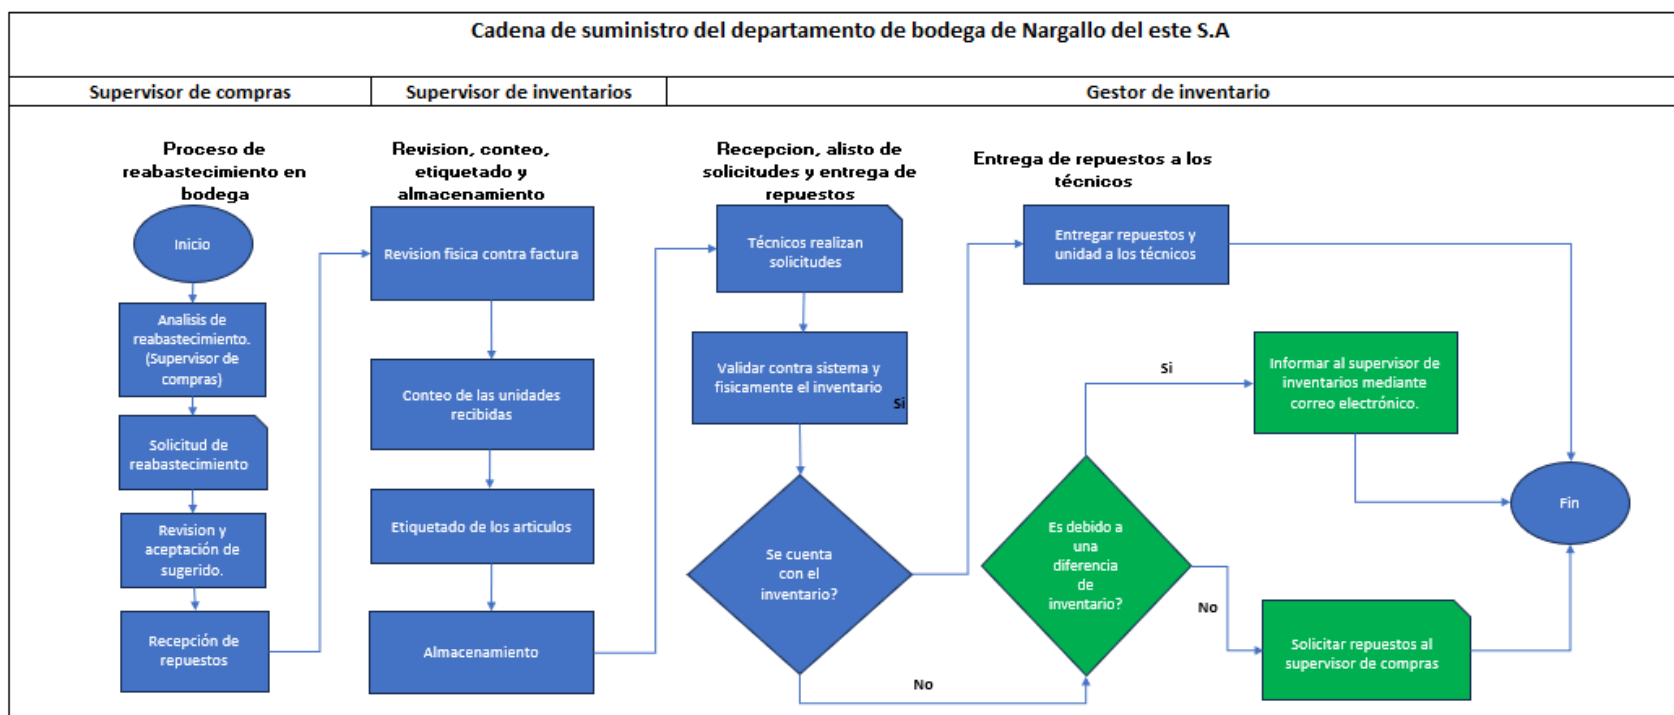 Cadena de suministro del departamento de bodega de Nargallo del este S.A
Supervisor de compras
Supervisor de inventarios
Gestor de inventario
Proceso de
reabastecimiento en
bodega
Inicio
Analisis de
reabastecimiento.
(Supervisor de
compras)
Solicitud de
reabastecimiento
Revision y
aceptación de
sugerido.
Recepción de
repuestos
Revision, conteo,
etiquetado y
almacenamiento
Revision fisica contra factura
Conteo de las unidades
recibidas
Etiquetado de los articulos
Almacenamiento
Recepcion, alisto de
solicitudes y entrega de
repuestos
Técnicos realizan
solicitudes
Validar contra sistema y
fisicamente el inventario
Si
Se cuenta
con el
inventario?
No
Entrega de repuestos a los
técnicos
Entregar repuestos y
unidad a los técnicos
Es debido a
una
diferencia
de
inventario?
Si
Informar al supervisor de
inventarios mediante
correo electrónico.
No
Solicitar repuestos al
supervisor de compras
Fin